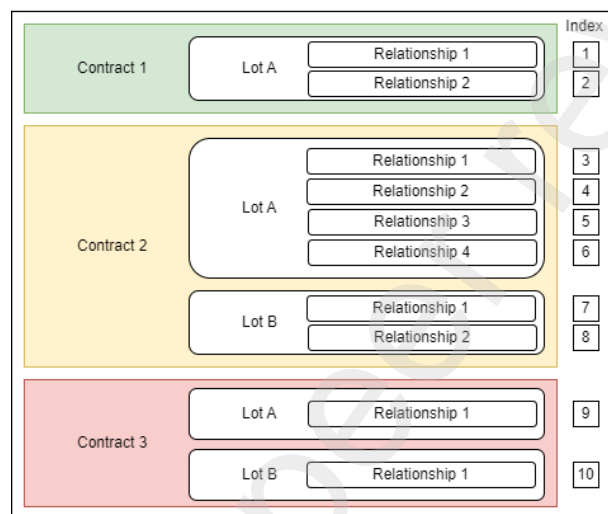 Index
Contract 1
Lot A
Relationship 1
1
Relationship 2
2
Contract 2
Lot A
Relationship 1
3
Relationship 2
4
Relationship 3
5
Relationship 4
6
Lot B
Relationship 1
7
Relationship 2
8
Contract 3
Lot A
Relationship 1
9
Lot B
Relationship 1
10
peer re